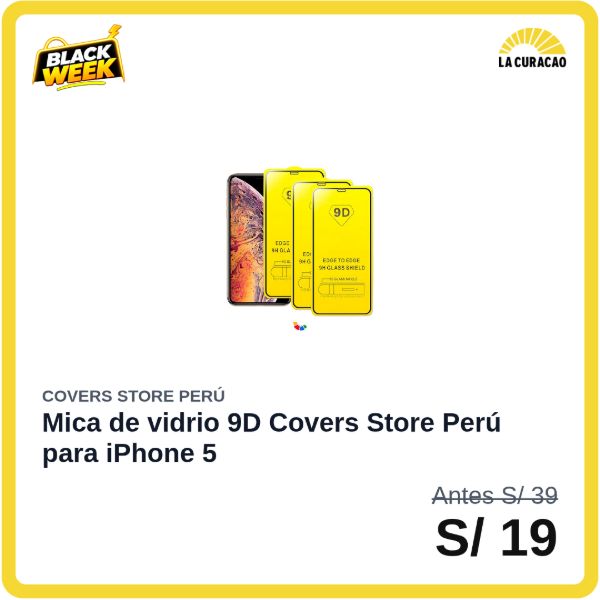 BLACK
WEEK
LA CURACAO
9D
EDGE TO EDGE
9H GLASS SHIELD
COVERS STORE PERÚ
Mica de vidrio 9D Covers Store Perú
para iPhone 5
Antes S/ 39
S/ 19